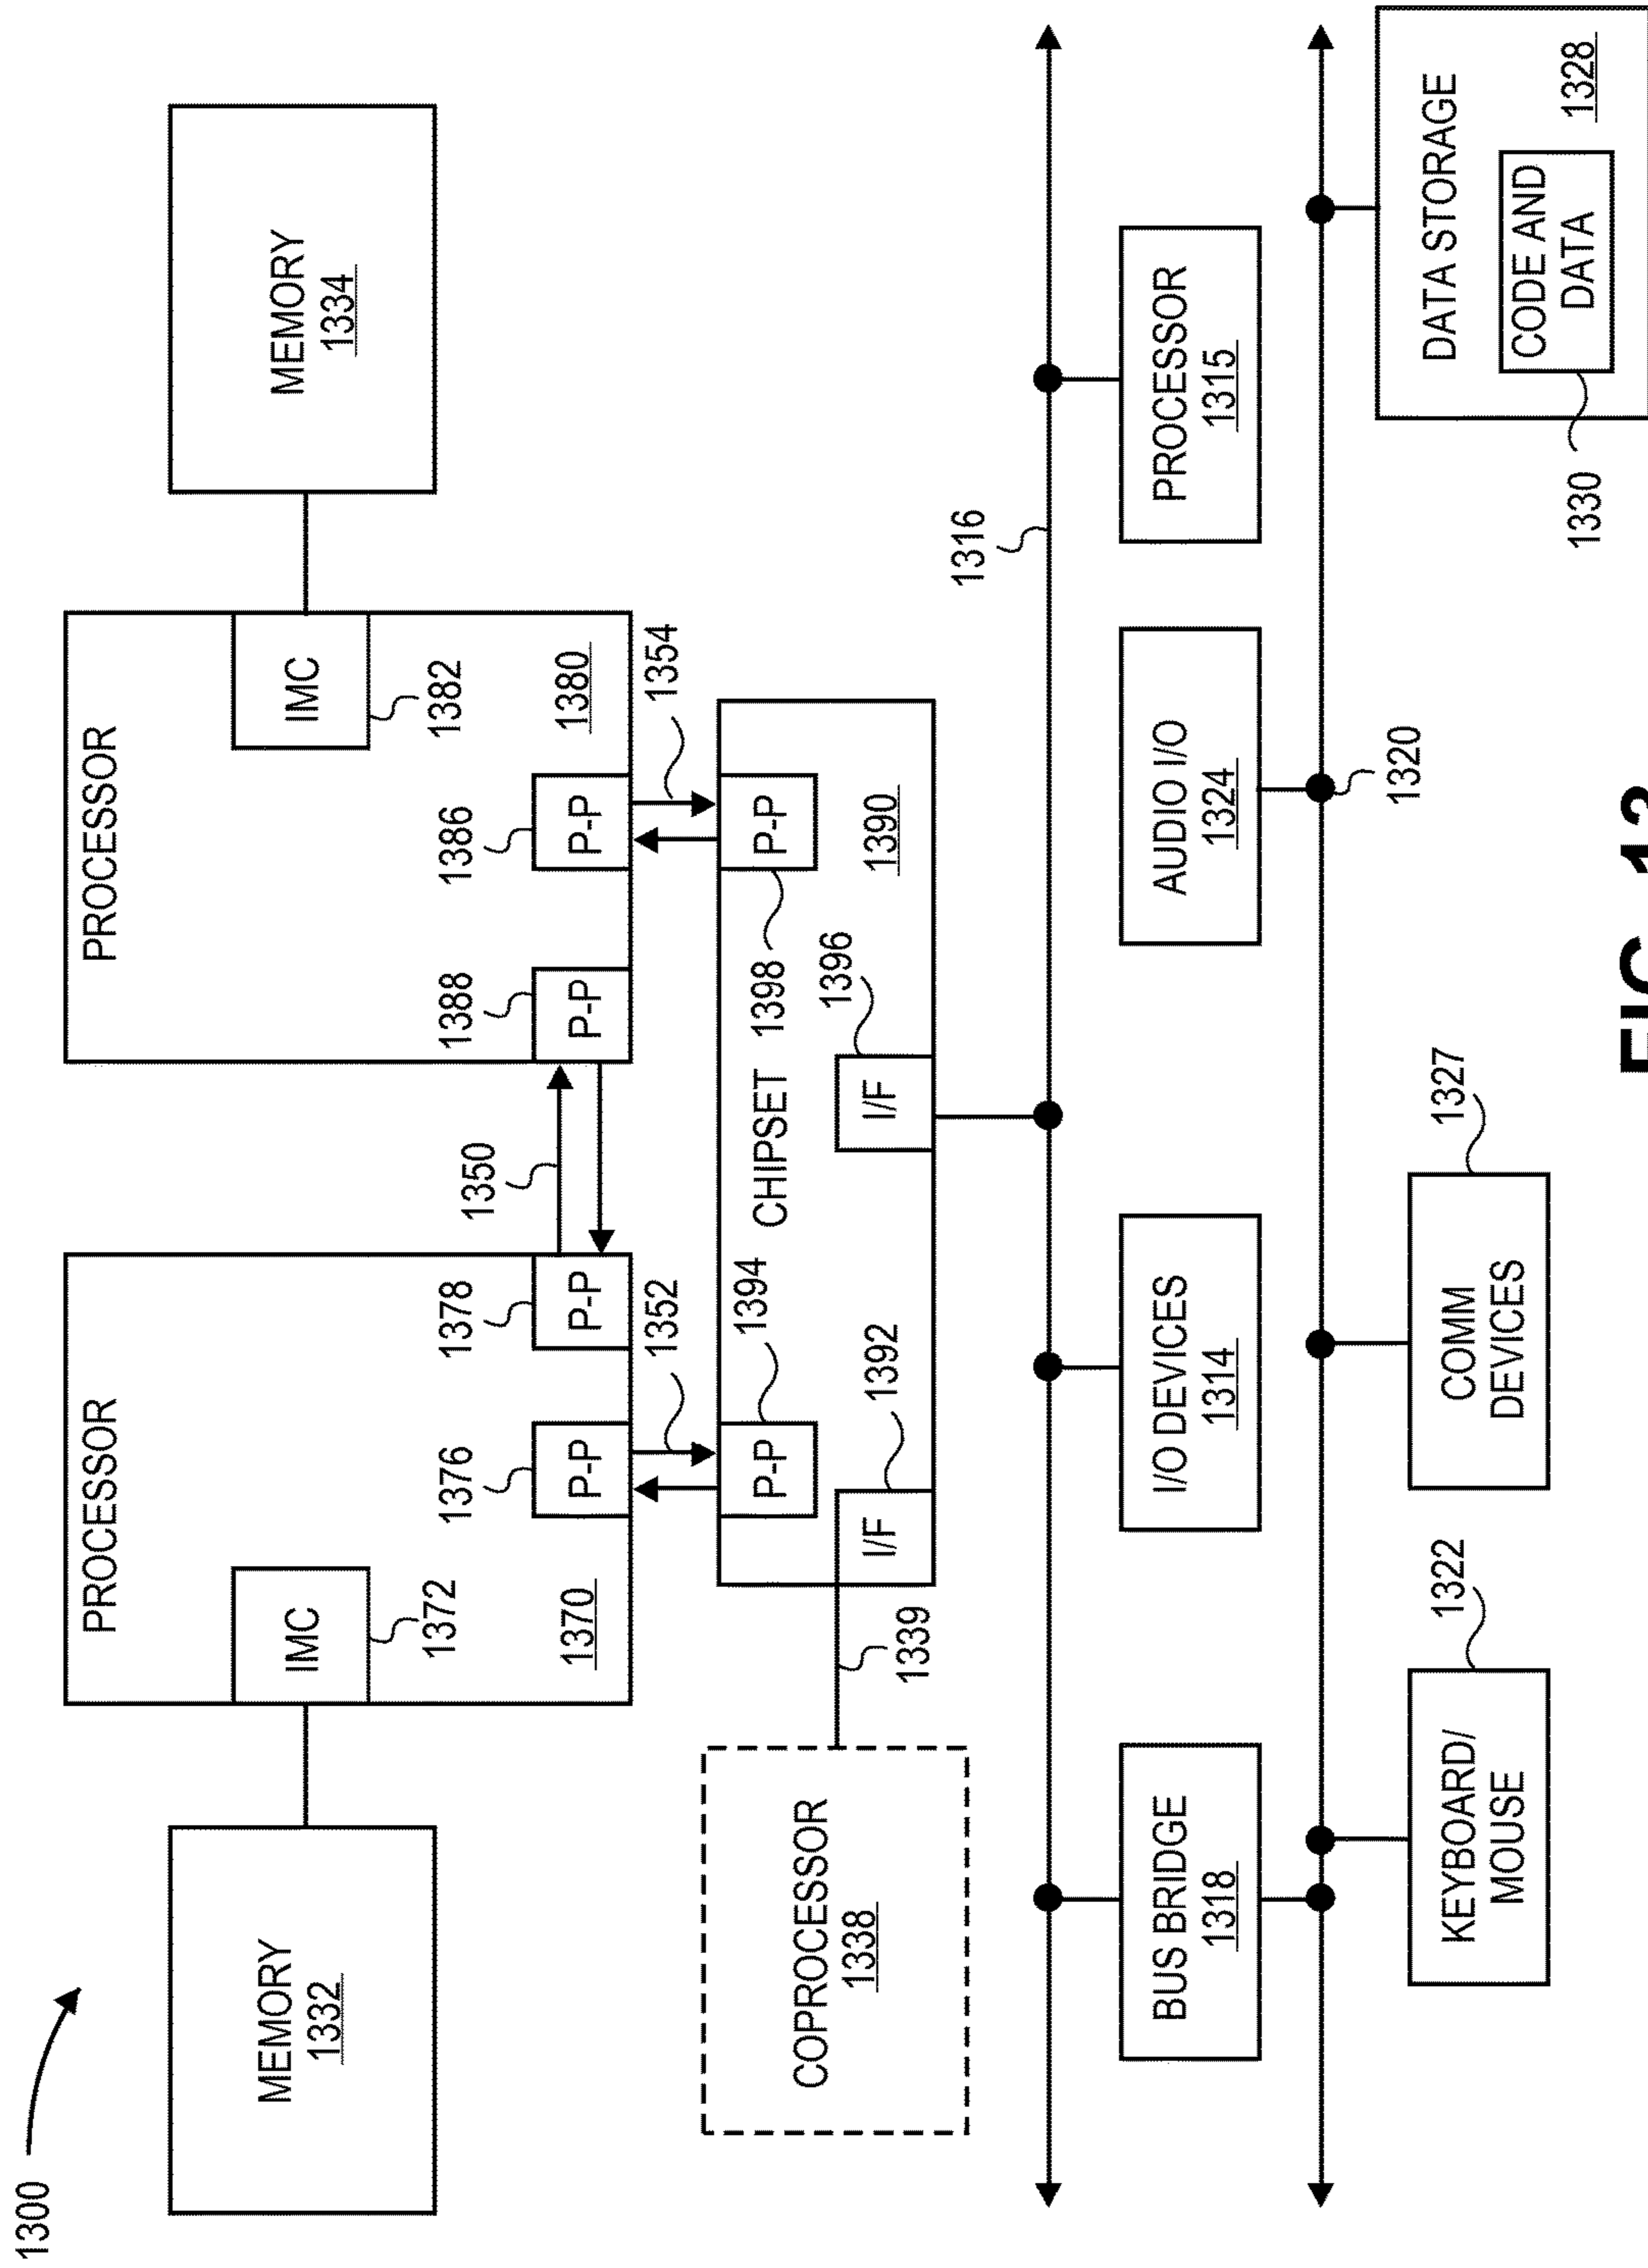 1300
MEMORY
1332
PROCESSOR
IMC
1372
1370
1376
P-P
1378
P-P
1350
PROCESSOR
1388
P-P
1386
P-P
IMC
1382
1380
MEMORY
1334
1352
1354
COPROCESSOR
1338
1339
P-P
1394
CHIPSET
1398
P-P
1390
I/F
1392
I/F
1396
1316
BUS BRIDGE
1318
I/O DEVICES
1314
AUDIO I/O
1324
PROCESSOR
1315
1320
KEYBOARD/
MOUSE
1322
COMM
DEVICES
1327
DATA STORAGE
1328
CODE AND
DATA
1330
FIG. 13